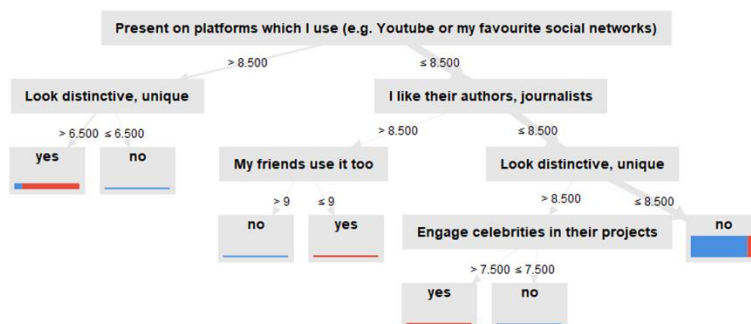 Present on platforms which I use (e.g. Youtube or my favourite social networks)
> 8.500 ≤ 8.500
Look distinctive, unique I like their authors, journalists
> 6.500 ≤ 6.500 > 8.500 ≤ 8.500
yes no My friends use it too Look distinctive, unique
> 9 ≤ 9 > 8.500 ≤ 8.500
no yes Engage celebrities in their projects no
> 7.500 ≤ 7.500
yes no